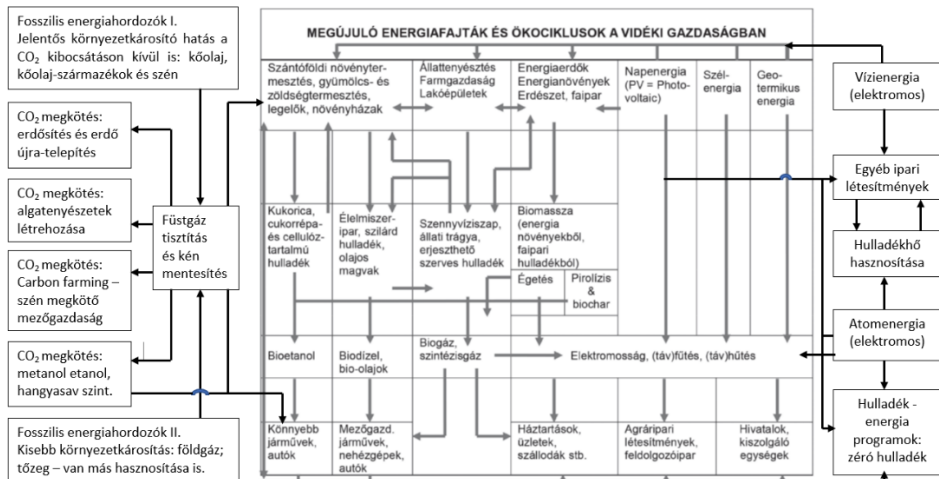 Fosszilis energiahordozók I.
Jelentős környezetkárosító hatás a
CO₂ kibocsátáson kívül is: kőolaj,
kőolaj-származékok és szén
CO₂ megkötés:
erdősítés és erdő
újra-telepítés
CO₂ megkötés:
algatenyészetek
létrehozása
CO₂ megkötés:
Carbon farming –
szén megkötő
mezőgazdaság
CO₂ megkötés:
metanol etanol,
hangyasav szint.
Fosszilis energiahordozók II.
Kisebb környezetkárosítás: földgáz;
tőzeg – van más hasznosítása is.
Füstgáz
tisztítás
és kén
mentesítés
MEGÚJULÓ ENERGIAFAJTÁK ÉS ÖKOCIKLUSOK A VIDÉKI GAZDASÁGBAN
Szántóföldi növényter-
mesztés, gyümölcs- és
zöldségtermesztés,
legelők, növényházak
Állattenyésztés
Farmgazdaság
Lakóépületek
Energiaerdők
Energianövények
Erdészet, faipar
Napenergia
(PV = Photo-
voltaic)
Szél-
energia
Geo-
termikus
energia
Kukorica,
cukorrépa-
és cellulóz-
tartalmú
hulladék
Élelmiszer-
ipar, szilárd
hulladék,
olajos
magvak
Szennyvíziszap,
állati trágya,
erjeszthető
szerves hulladék
Biomassza
(energia
növényekből,
faipari
hulladékból)
Égetés
Pirolízis
&
biochar
Bioetanol
Biodízel,
bio-olajok
Biogáz,
szintézisgáz
Elektromosság, (táv)fűtés, (táv)hűtés
Könnyebb
járművek,
autók
Mezőgazd.
járművek,
nehézgépek,
autók
Háztartások,
üzletek,
szállodák stb.
Agráripari
létesítmények,
feldolgozóipar
Hivatalok,
kiszolgáló
egységek
Vízienergia
(elektromos)
Egyéb ipari
létesítmények
Hulladékhő
hasznosítása
Atomenergia
(elektromos)
Hulladék -
energia
programok:
zéró hulladék